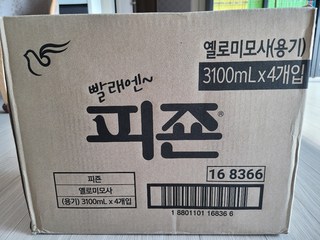 옐로미모사(용기)
3100mL x 4개입
빨래엔~
피죤®
16 8366
피죤
옐로미모사
(용기) 3100mL x 4개입
1 8801101 16836 6